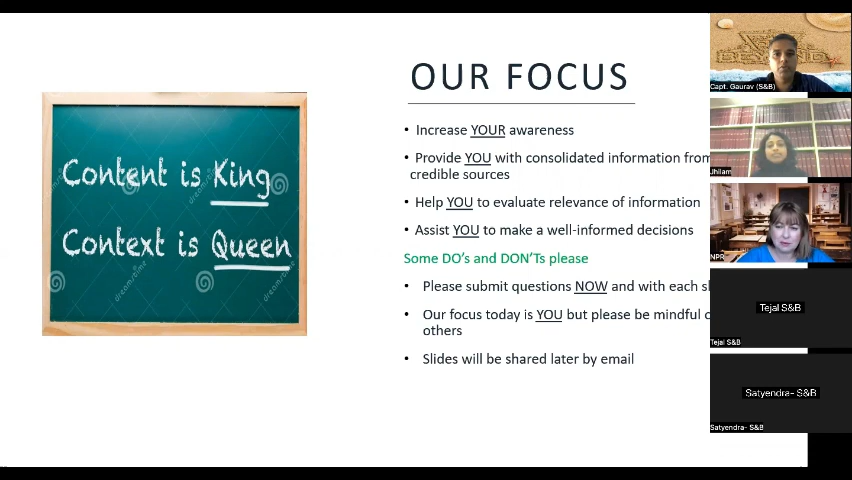 OUR FOCUS
Content is King
Context is Queen
dreamstime
dreamstime
• Increase YOUR awareness
• Provide YOU with consolidated information from
credible sources
• Help YOU to evaluate relevance of information
• Assist YOU to make a well-informed decisions
Some DO's and DON'Ts please
• Please submit questions NOW and with each
• Our focus today is YOU but please be mindful
others
• Slides will be shared later by email
BEYOND
Capt. Gaurav (S&B)
Jhilam
NPR
Tejal S&B
Tejal S&B
Satyendra- S&B
Satyendra- S&B